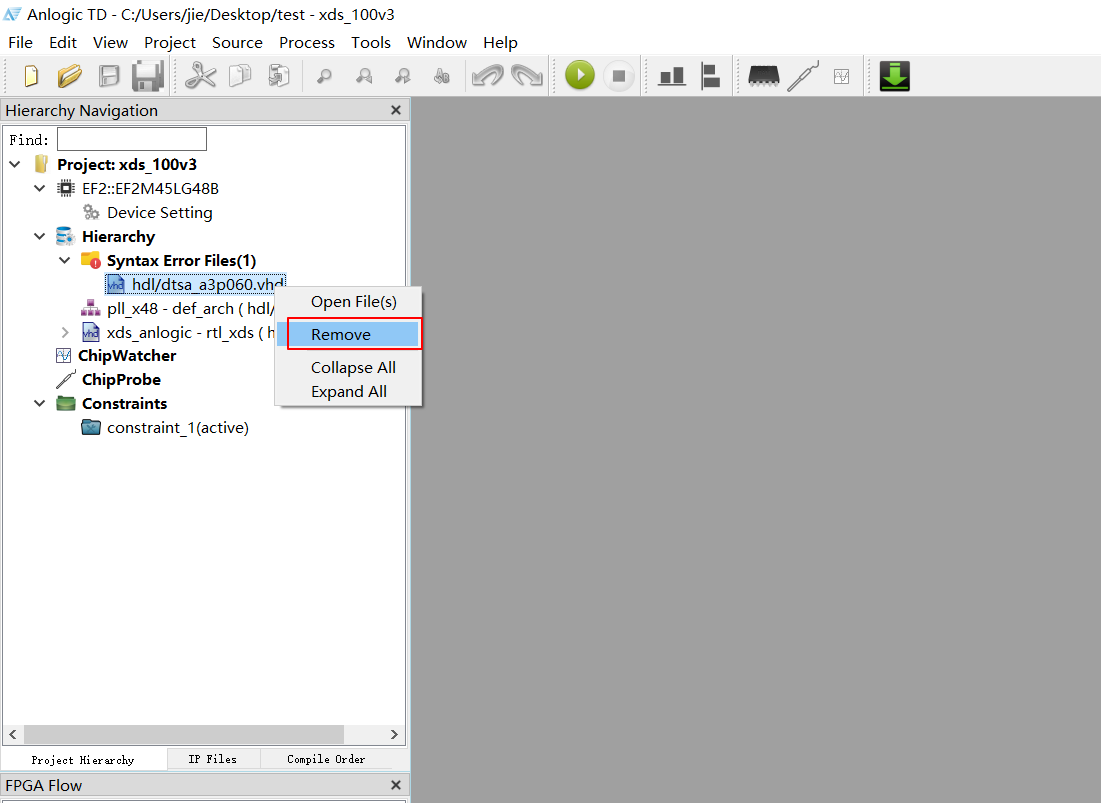 Anlogic TD - C:/Users/jie/Desktop/test - xds_100v3
File Edit View Project Source Process Tools Window Help
Hierarchy Navigation
Find:
Project: xds_100v3
EF2::EF2M45LG48B
Device Setting
Hierarchy
Syntax Error Files(1)
hdl/dtsa_a3p060.vhd
pll_x48 - def_arch ( hdl/
xds_anlogic - rtl_xds ( h
ChipWatcher
ChipProbe
Constraints
constraint_1(active)
Open File(s)
Remove
Collapse All
Expand All
Project Hierarchy IP Files Compile Order
FPGA Flow